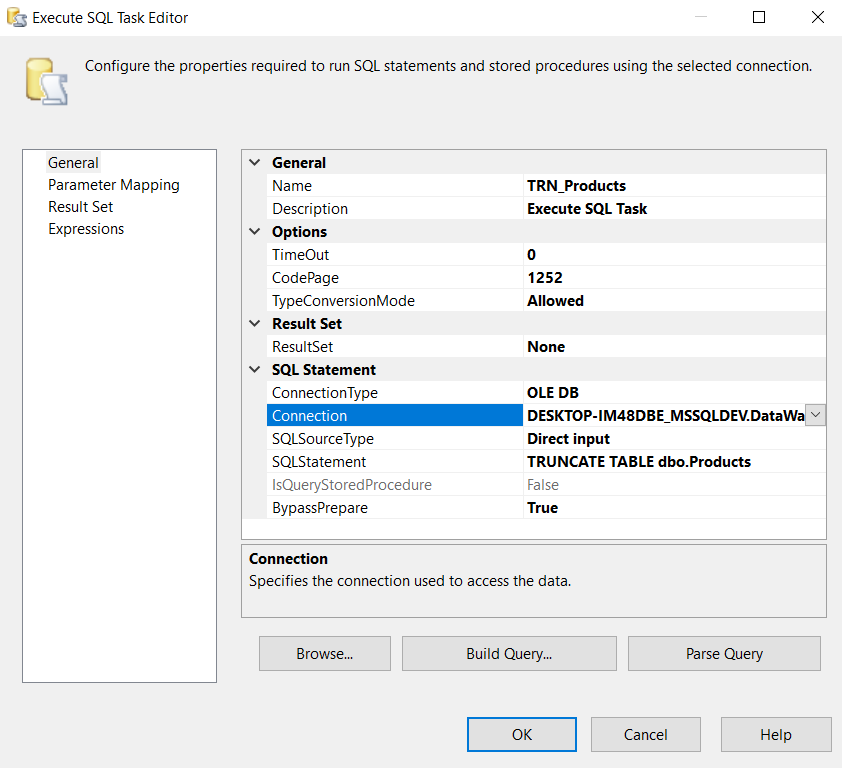 Execute SQL Task Editor
Configure the properties required to run SQL statements and stored procedures using the selected connection.
General
Parameter Mapping
Result Set
Expressions
General
Name TRN_Products
Description Execute SQL Task
Options
TimeOut 0
CodePage 1252
TypeConversionMode Allowed
Result Set
ResultSet None
SQL Statement
ConnectionType OLE DB
Connection DESKTOP-IM48DBE_MSSQLDEV.DataWa
SQLSourceType Direct input
SQLStatement TRUNCATE TABLE dbo.Products
IsQueryStoredProcedure False
BypassPrepare True
Connection
Specifies the connection used to access the data.
Browse... Build Query... Parse Query
OK Cancel Help